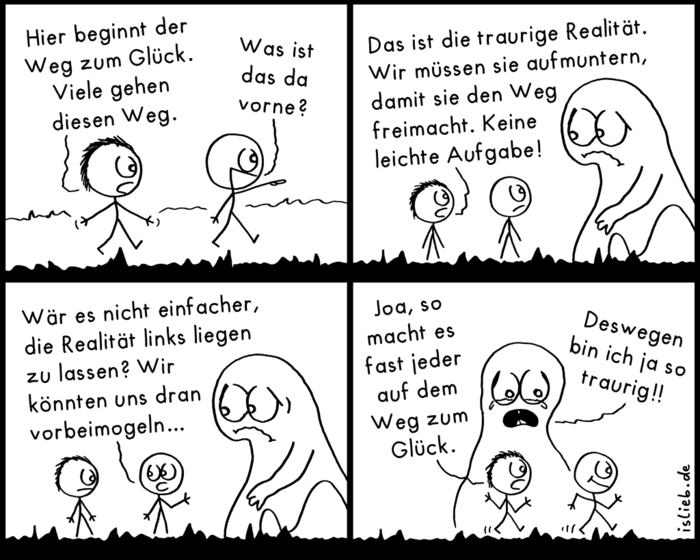 Hier beginnt der
Weg zum Glück.
Viele gehen
diesen Weg.
Was ist
das da
vorne?
Das ist die traurige Realität.
Wir müssen sie aufmuntern,
damit sie den Weg
freimacht. Keine
leichte Aufgabe!
Wär es nicht einfacher,
die Realität links liegen
zu lassen? Wir
könnten uns dran
vorbeimogeln...
Joa, so
macht es
fast jeder
auf dem
Weg zum
Glück.
Deswegen
bin ich ja so
traurig!!
islieb.de